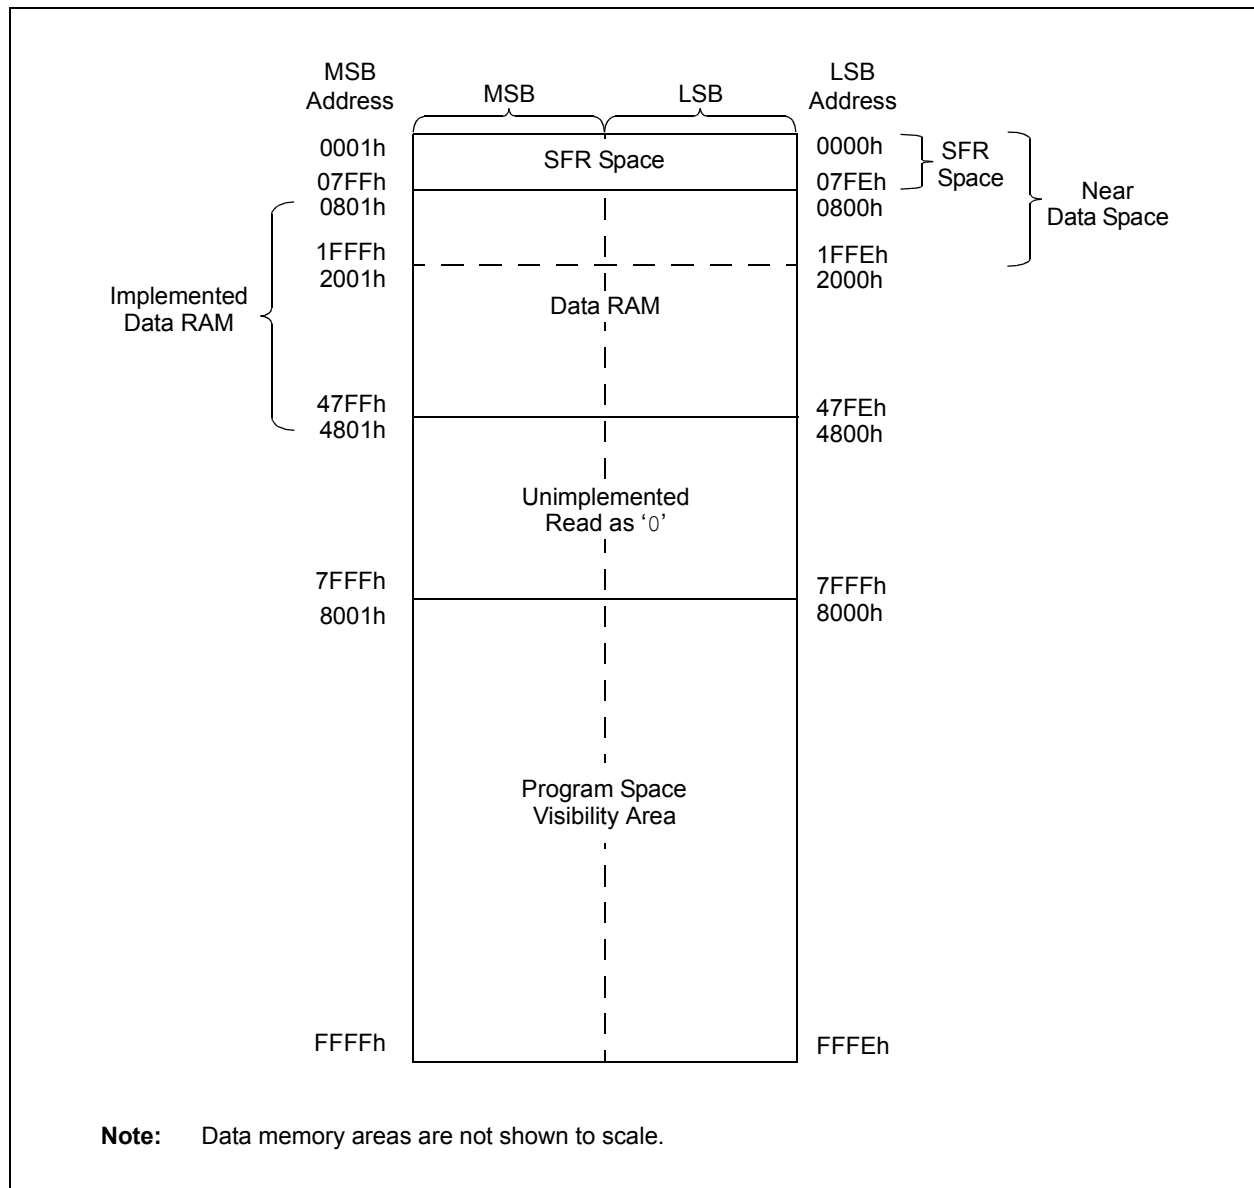 MSB
Address
MSB
LSB
LSB
Address
0001h
SFR Space
0000h
SFR
Space
07FFh
07FEh
0801h
0800h
Near
Data Space
1FFFh
1FFEh
2001h
2000h
Implemented
Data RAM
Data RAM
47FFh
47FEh
4801h
4800h
Unimplemented
Read as ‘0’
7FFFh
7FFFh
8001h
8000h
Program Space
Visibility Area
FFFFh
FFFEh
Note: Data memory areas are not shown to scale.